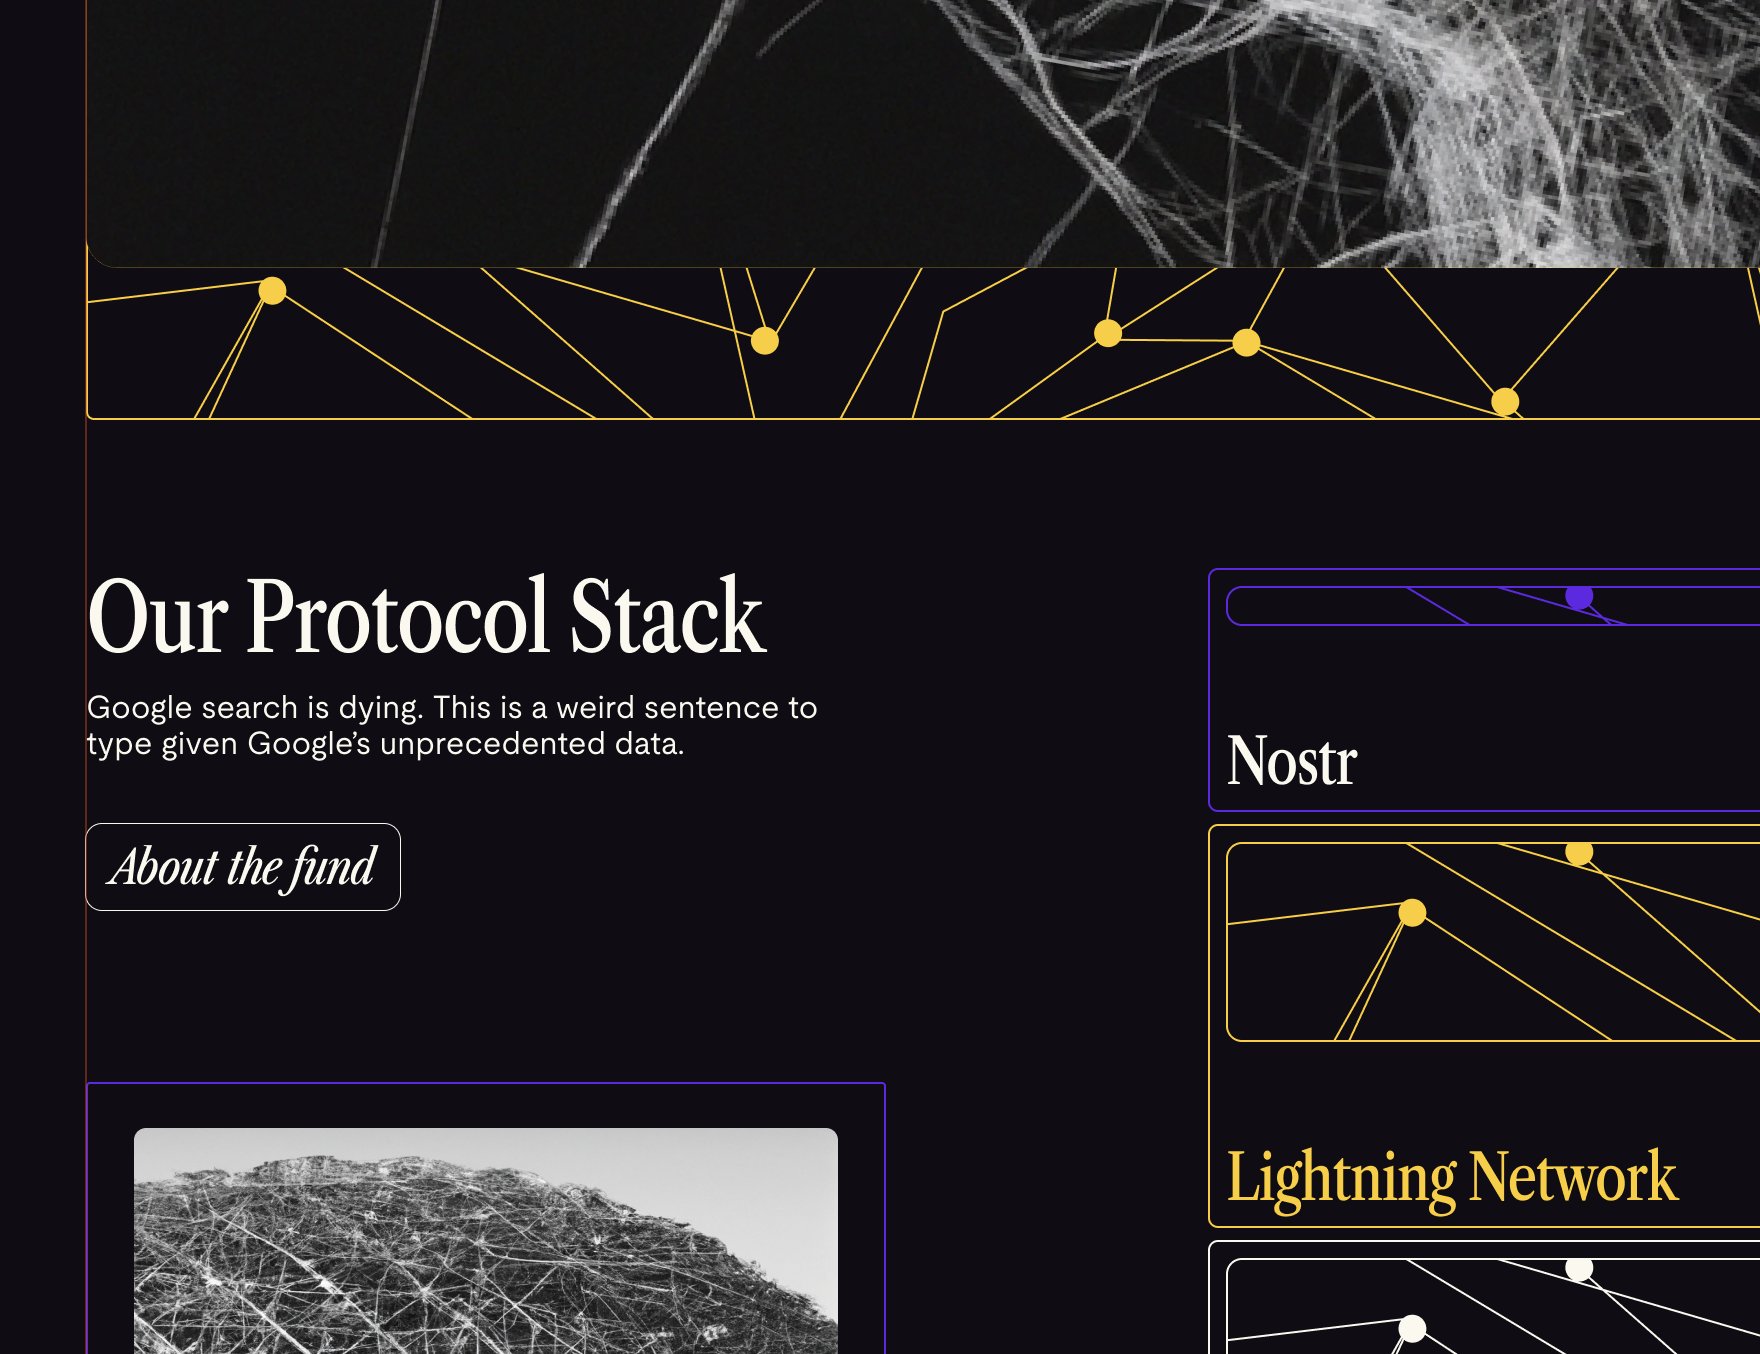 Our Protocol Stack
Google search is dying. This is a weird sentence to
type given Google’s unprecedented data.
About the fund
Nostr
Lightning Network